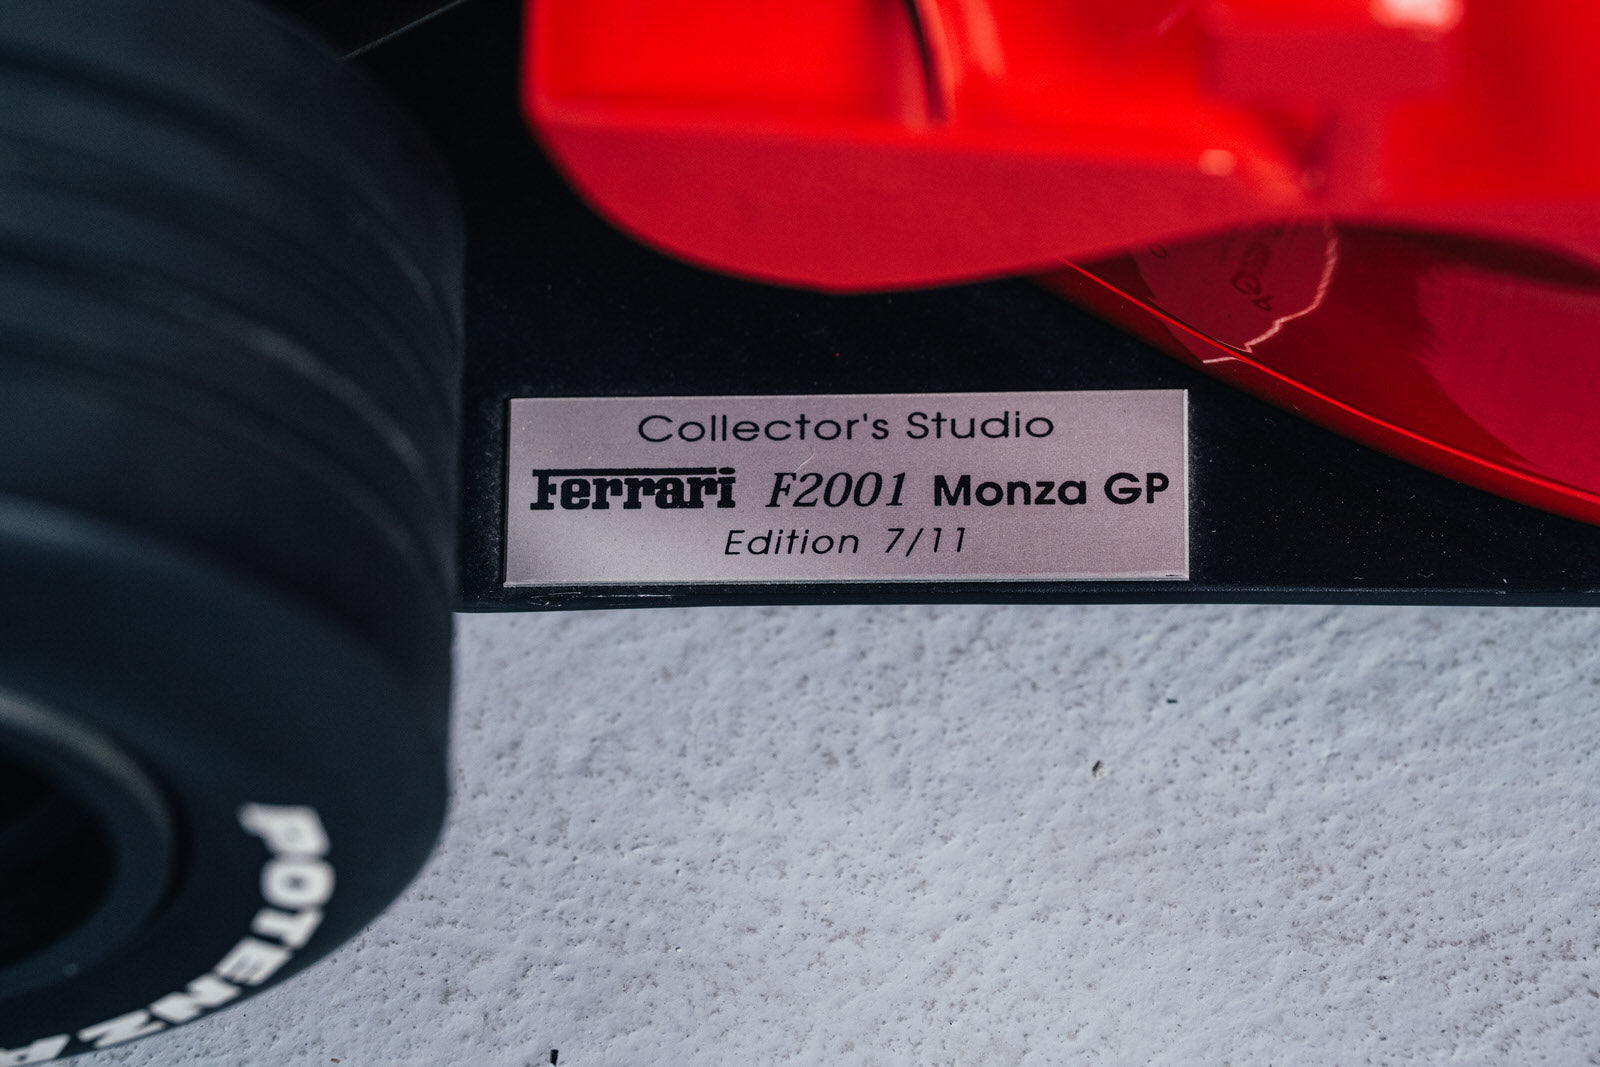 Collector's Studio
Ferrari F2001 Monza GP
Edition 7/11
POTENZA